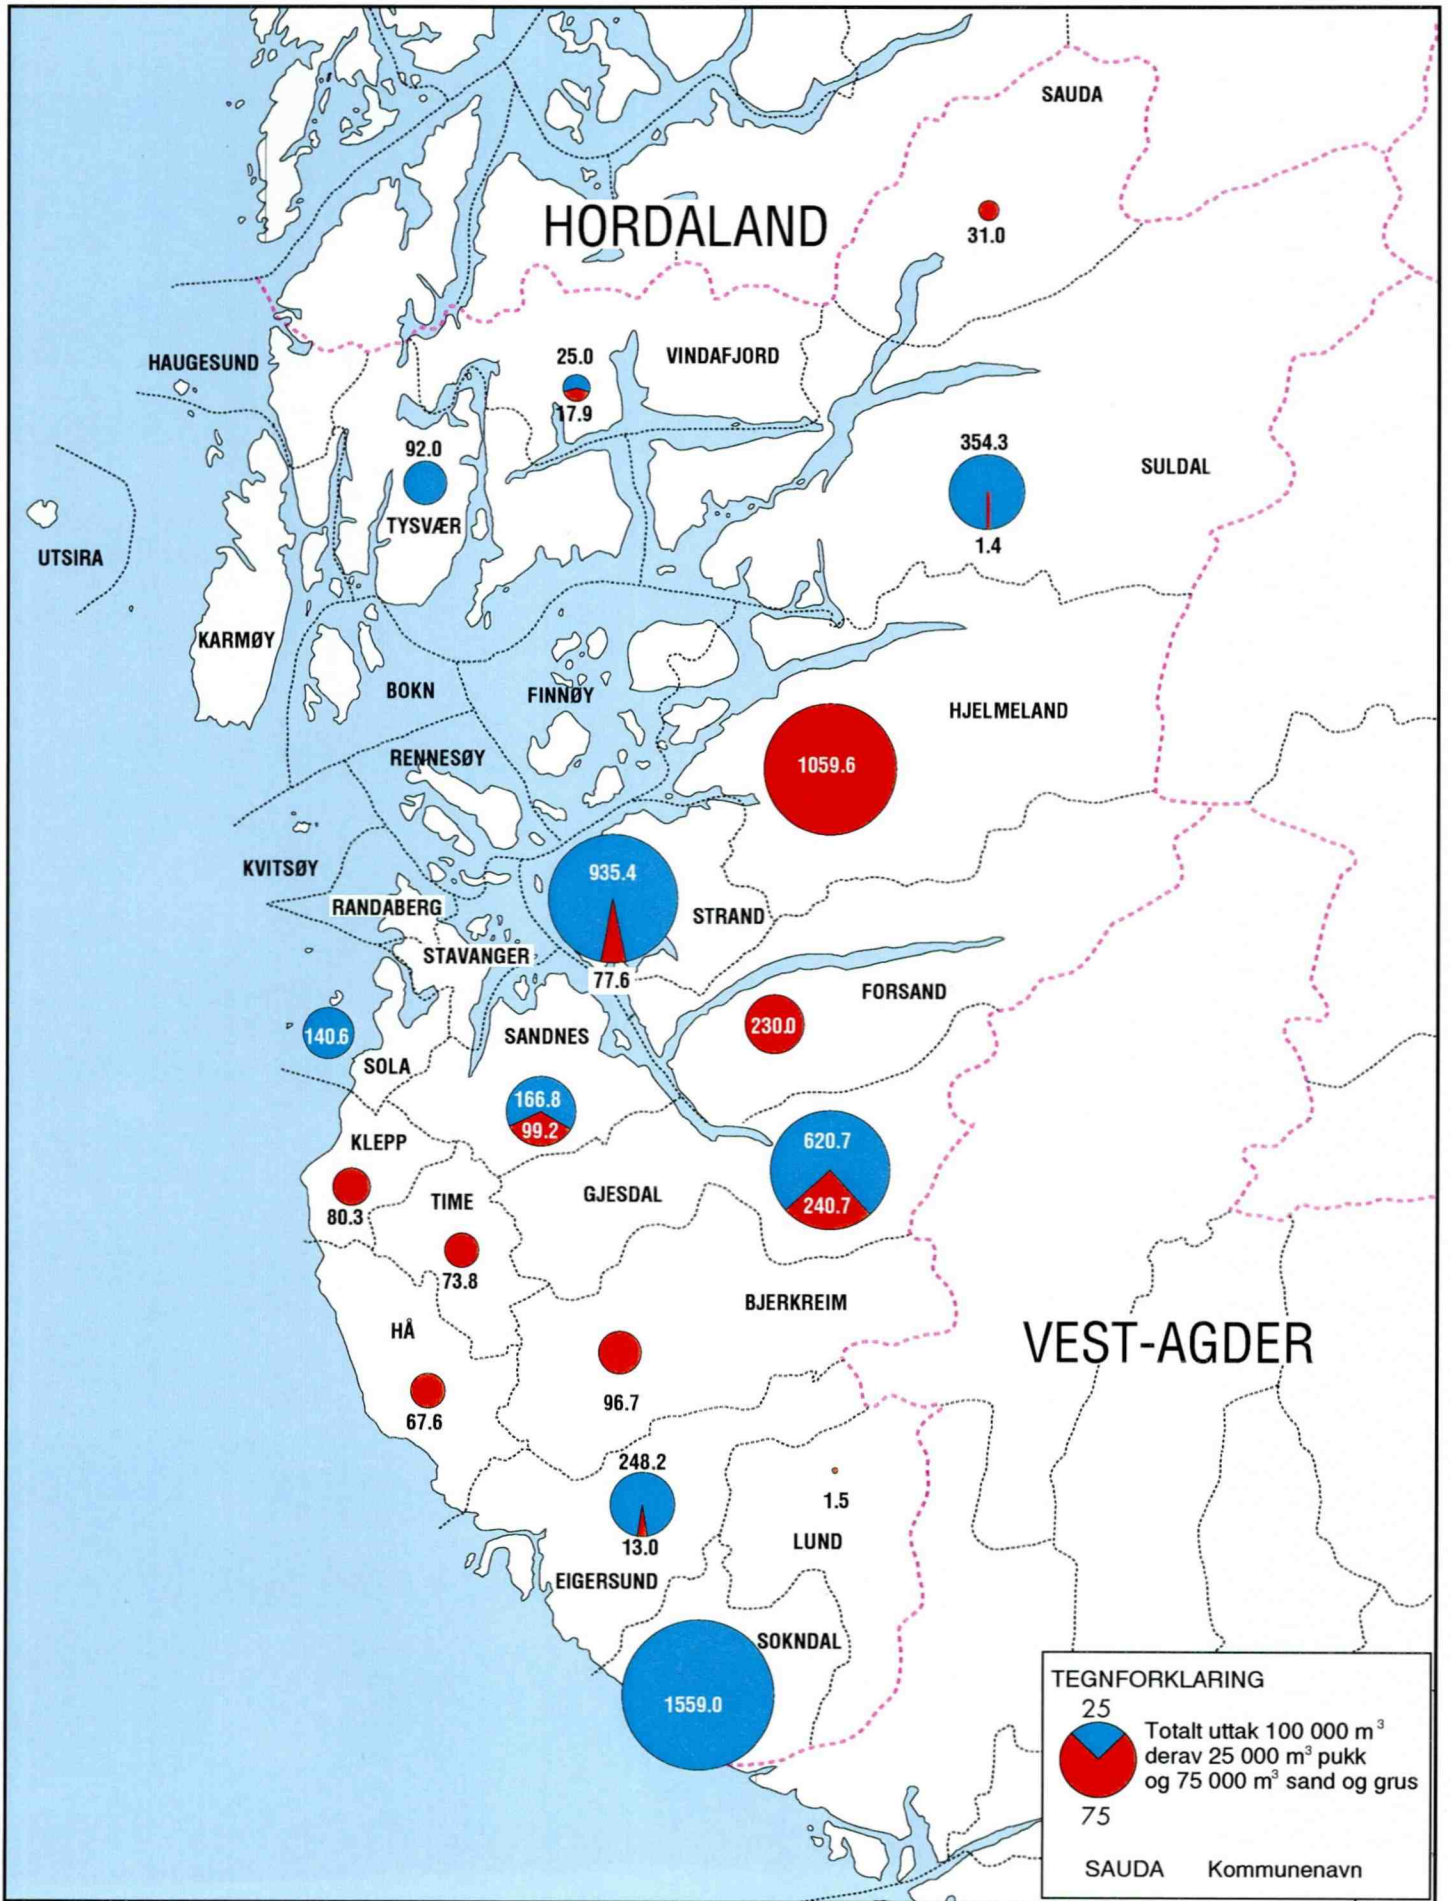 SAUDA
HORDALAND
31.0
HAUGESUND
25.0
VINDAFJORD
17.9
92.0
TYSVÆR
354.3
SULDAL
1.4
UTSIRA
KARMØY
BOKN
FINNØY
HJELMELAND
RENNESØY
1059.6
KVITSØY
935.4
RANDABERG
STRAND
STAVANGER
77.6
FORSAND
140.6
SANDNES
230.0
SOLA
166.8
99.2
KLEPP
620.7
80.3
TIME
GJESDAL
240.7
73.8
HÅ
BJERKREIM
VEST-AGDER
67.6
96.7
248.2
1.5
13.0
LUND
EIGERSUND
SOKNDAL
1559.0
TEGNFORKLARING
25
Totalt uttak 100 000 m³
derav 25 000 m³ pukk
og 75 000 m³ sand og grus
75
SAUDA Kommunenavn